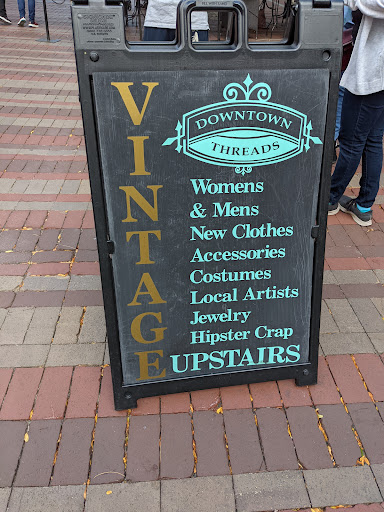 DOWNTOWN
THREADS
VINTAGE
Womens
& Mens
New Clothes
Accessories
Costumes
Local Artists
Jewelry
Hipster Crap
UPSTAIRS